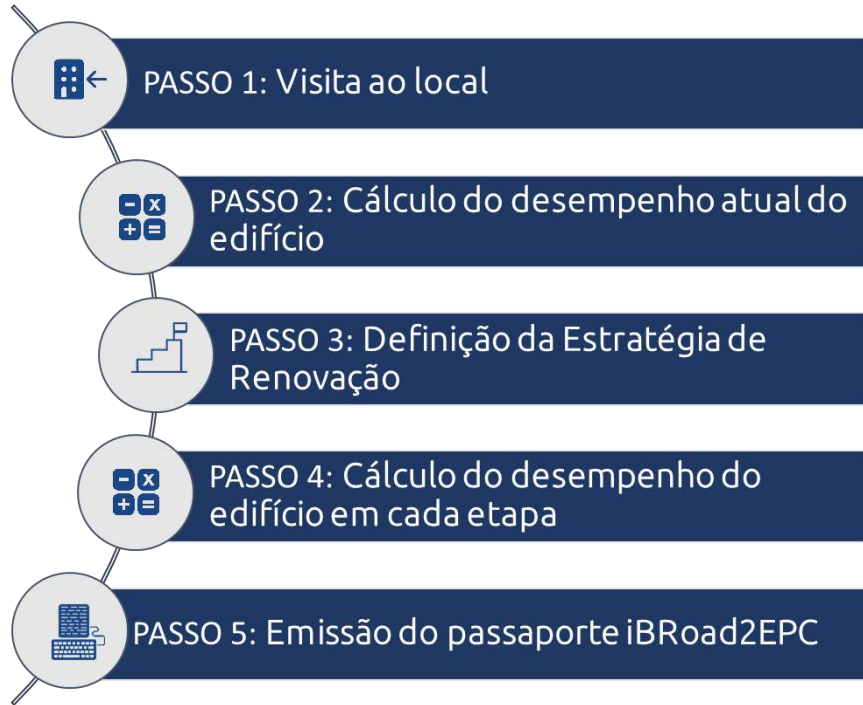 PASSO 1: Visita ao local
PASSO 2: Cálculo do desempenho atual do
edifício
PASSO 3: Definição da Estratégia de
Renovação
PASSO 4: Cálculo do desempenho do
edifício em cada etapa
PASSO 5: Emissão do passaporte iBRoad2EPC